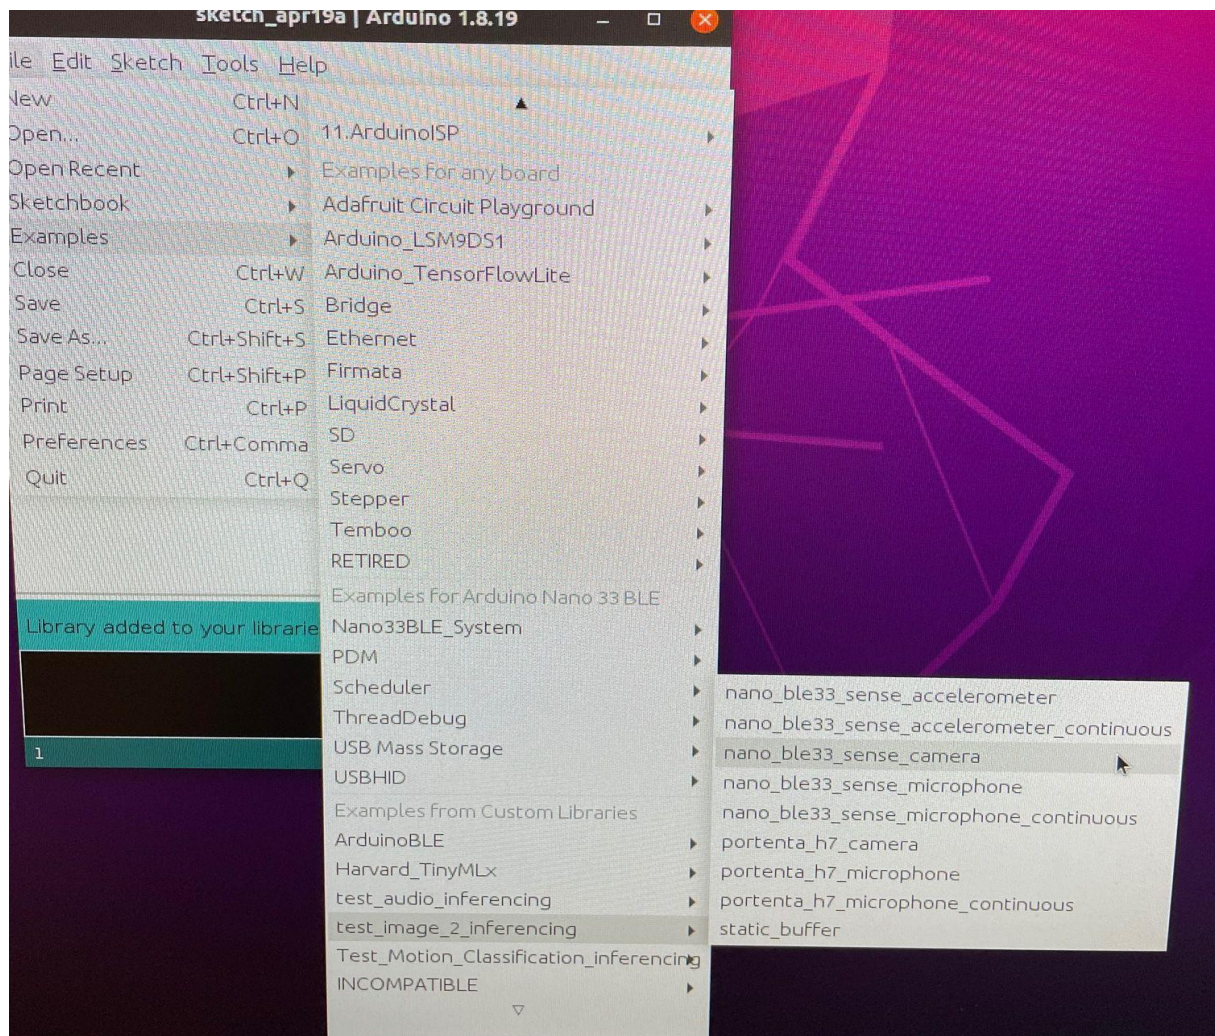 sketch_apr19a | Arduino 1.8.19
ile Edit Sketch Tools Help
New Ctrl+N
Open... Ctrl+O
Open Recent
Sketchbook
Examples
Close Ctrl+W
Save Ctrl+S
Save As... Ctrl+Shift+S
Page Setup Ctrl+Shift+P
Print Ctrl+P
Preferences Ctrl+Comma
Quit Ctrl+Q
Library added to your librarie
1
11.ArduinoISP
Examples for any board
Adafruit Circuit Playground
Arduino_LSM9DS1
Arduino_TensorFlowLite
Bridge
Ethernet
Firmata
LiquidCrystal
SD
Servo
Stepper
Temboo
RETIRED
Examples for Arduino Nano 33 BLE
Nano33BLE_System
PDM
Scheduler
ThreadDebug
USB Mass Storage
USBHID
Examples from Custom Libraries
ArduinoBLE
Harvard_TinyMLx
test_audio_inferencing
test_image_2_inferencing
Test_Motion_Classification_inferencing
INCOMPATIBLE
nano_ble33_sense_accelerometer
nano_ble33_sense_accelerometer_continuous
nano_ble33_sense_camera
nano_ble33_sense_microphone
nano_ble33_sense_microphone_continuous
portenta_h7_camera
portenta_h7_microphone
portenta_h7_microphone_continuous
static_buffer